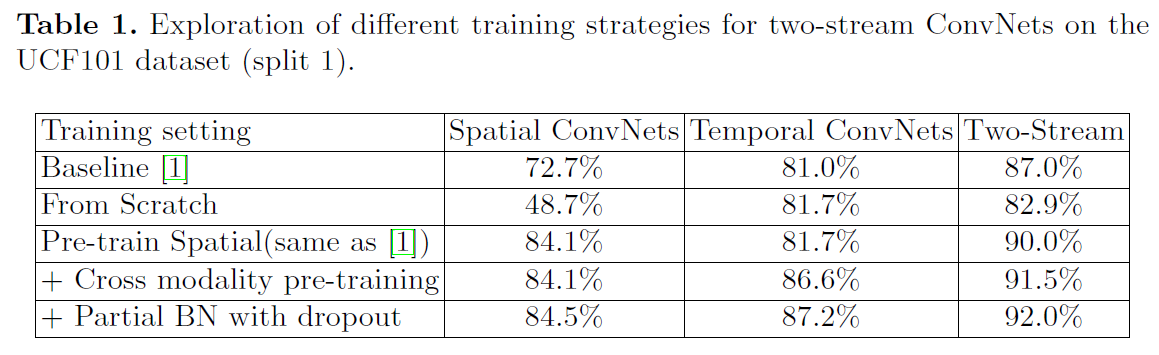 Table 1. Exploration of different training strategies for two-stream ConvNets on the
UCF101 dataset (split 1).
Training setting Spatial ConvNets Temporal ConvNets Two-Stream
Baseline [1] 72.7% 81.0% 87.0%
From Scratch 48.7% 81.7% 82.9%
Pre-train Spatial(same as [1]) 84.1% 81.7% 90.0%
+ Cross modality pre-training 84.1% 86.6% 91.5%
+ Partial BN with dropout 84.5% 87.2% 92.0%